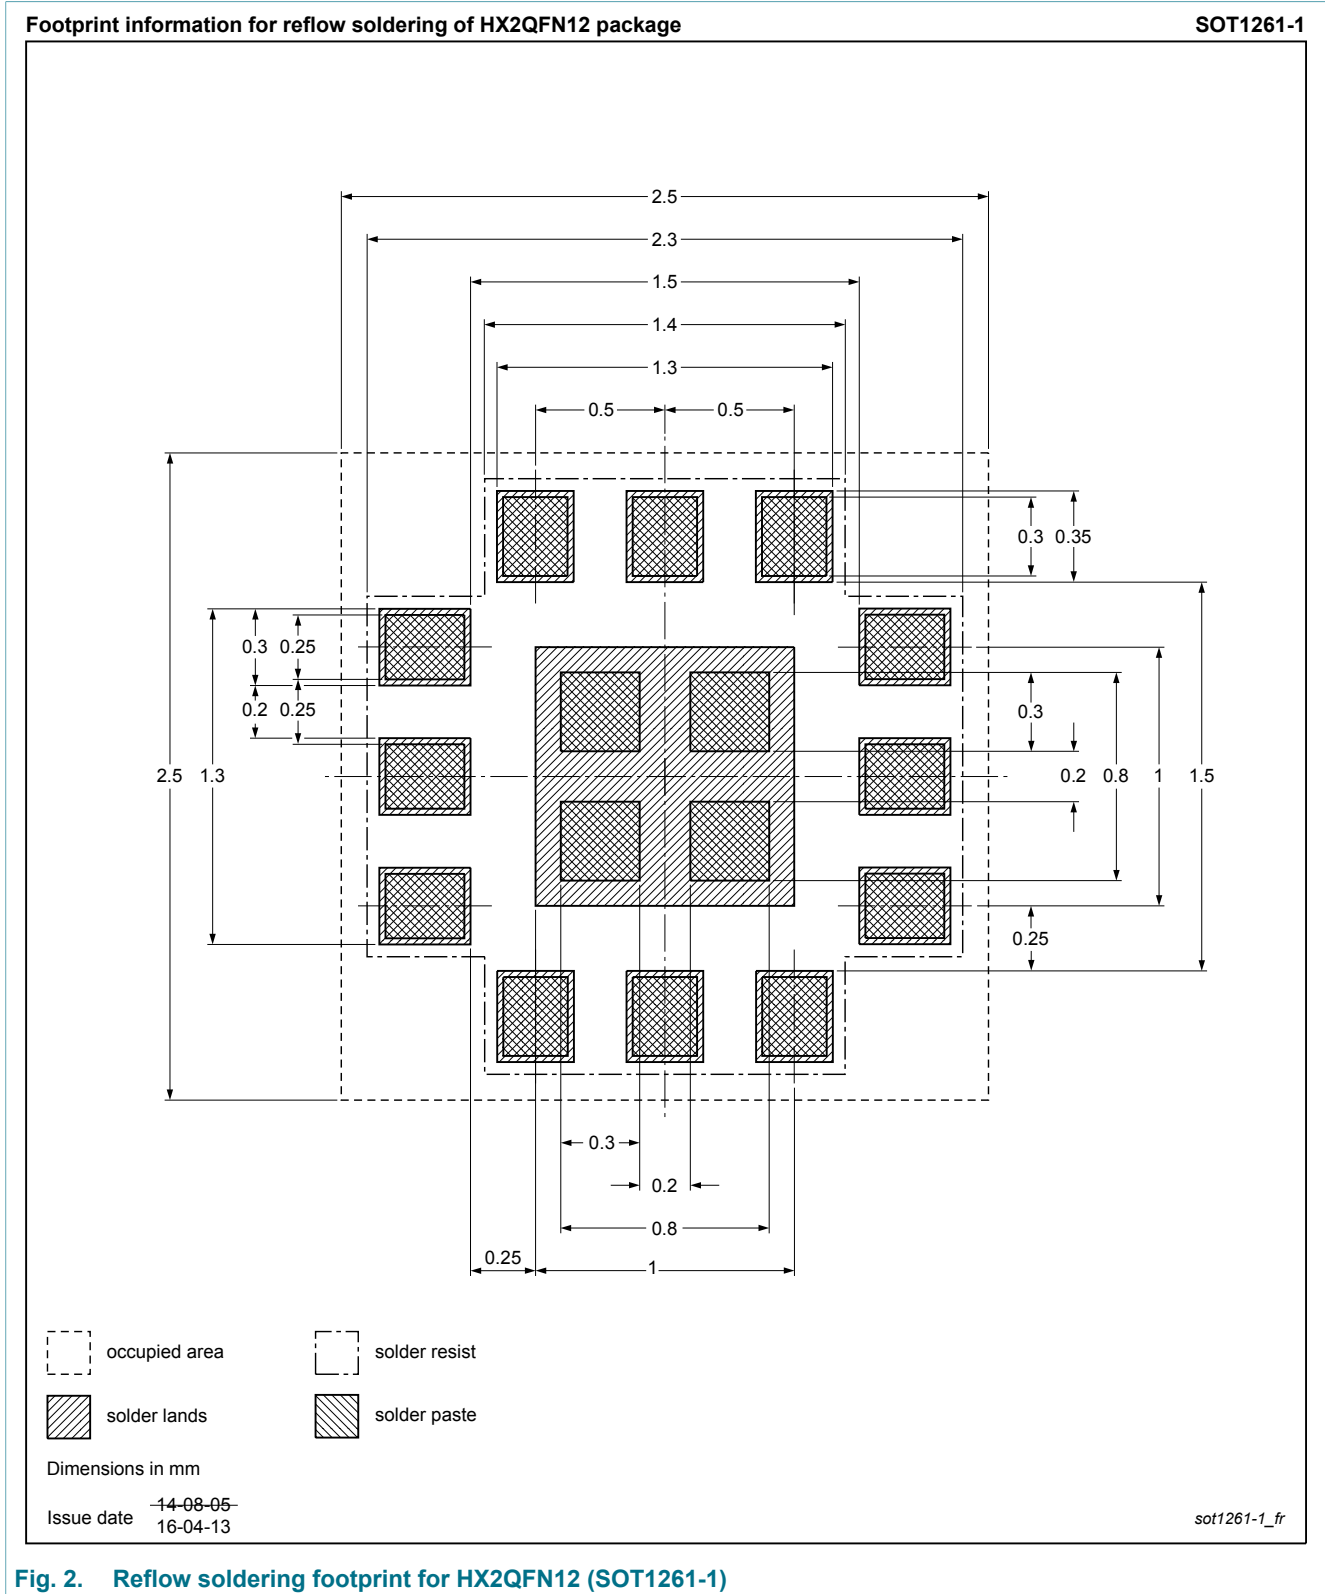 Footprint information for reflow soldering of HX2QFN12 package SOT1261-1
2.5
2.3
1.5
1.4
1.3
0.5 0.5
0.3 0.35
0.3 0.25
0.2 0.25
0.3
2.5 1.3
0.2 0.8 1 1.5
0.25
0.3
0.2
0.8
0.25
1
occupied area solder resist
solder lands solder paste
Dimensions in mm
Issue date 14-08-05
16-04-13
sot1261-1_fr
Fig. 2. Reflow soldering footprint for HX2QFN12 (SOT1261-1)